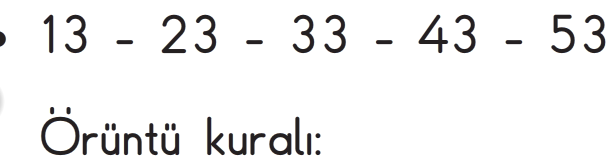 • 13 - 23 - 33 - 43 - 53
Örüntü kuralı: